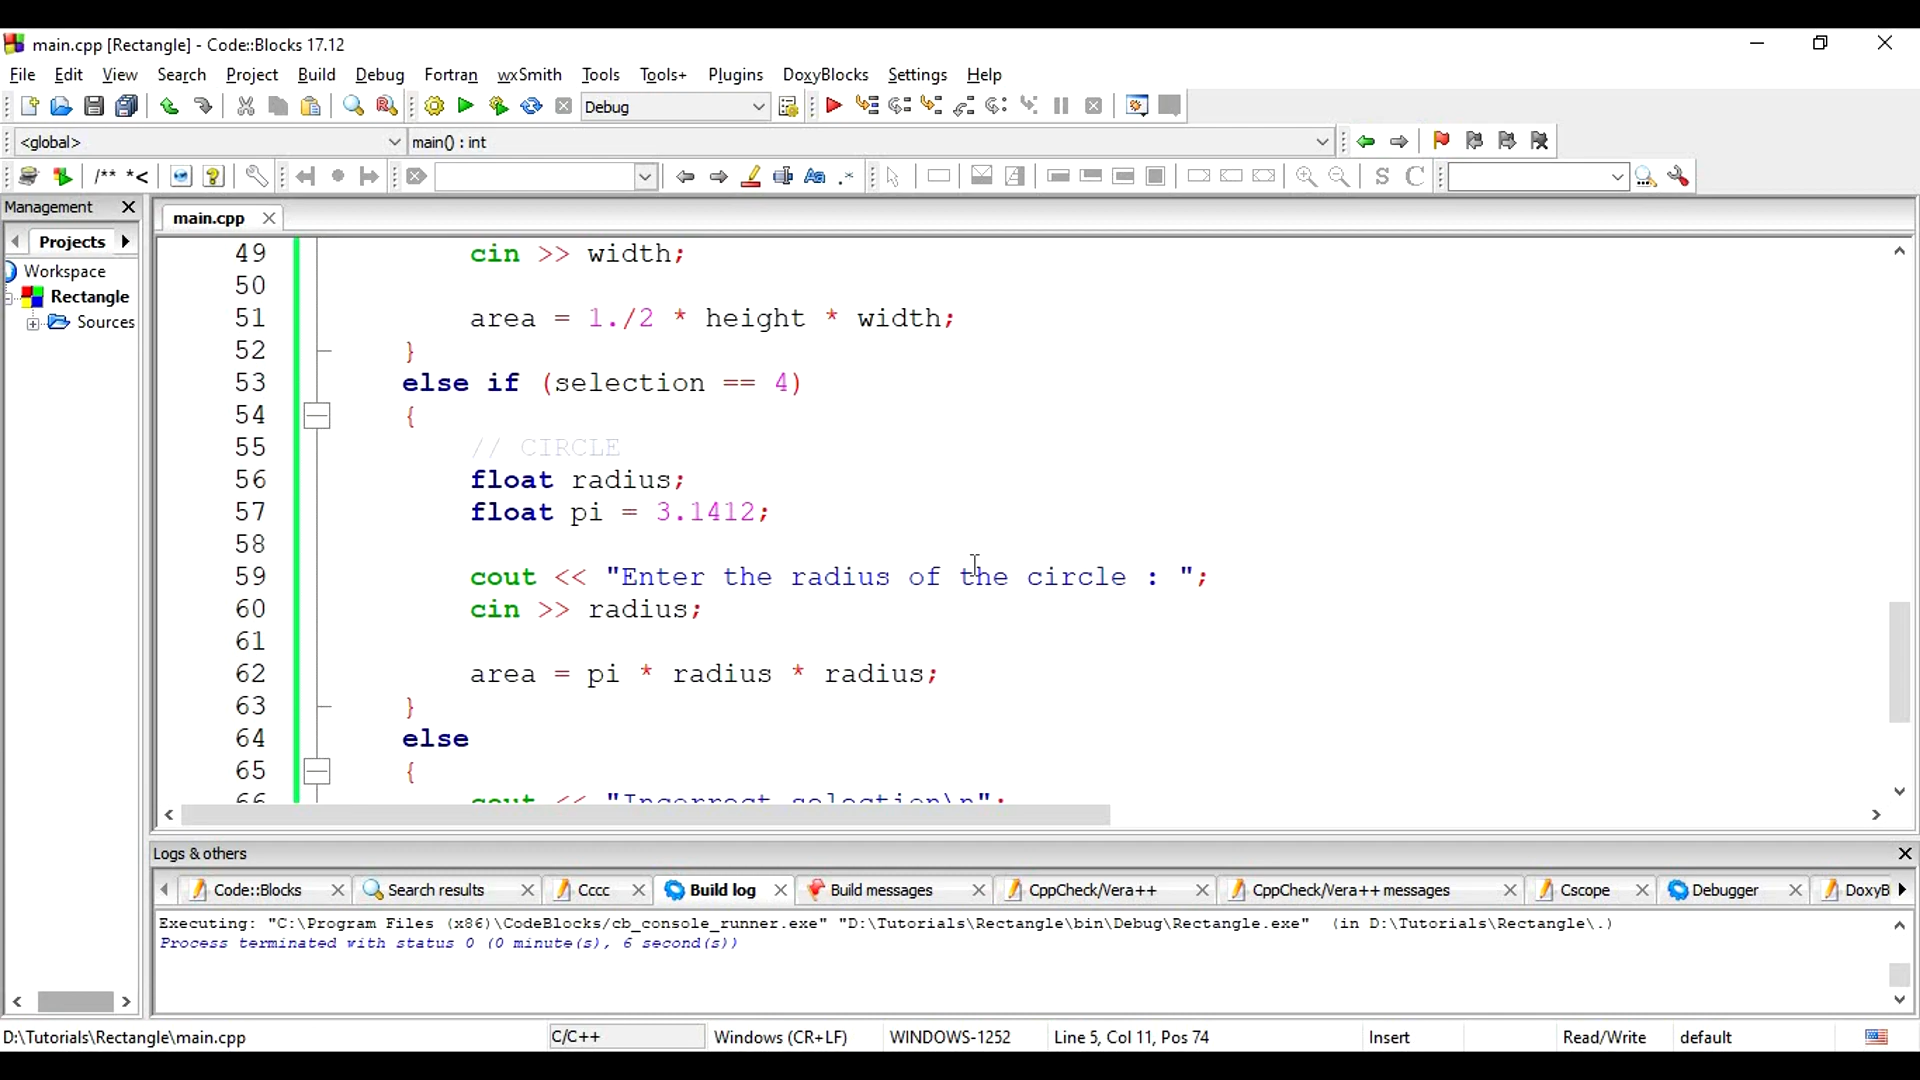 main.cpp [Rectangle] - Code::Blocks 17.12
File Edit View Search Project Build Debug Fortran wxSmith Tools Tools+ Plugins DoxyBlocks Settings Help
Debug
<global> main() : int
/** *<
S C
Management
main.cpp
Projects
Workspace
Rectangle
Sources
49 cin >> width;
50
51 area = 1./2 * height * width;
52 }
53 else if (selection == 4)
54 {
55 // CIRCLE
56 float radius;
57 float pi = 3.1412;
58
59 cout << "Enter the radius of the circle : ";
60 cin >> radius;
61
62 area = pi * radius * radius;
63 }
64 else
65 {
66 cout << "Incorrect selection\n";
Logs & others
Code::Blocks Search results Cccc Build log Build messages CppCheck/Vera++ CppCheck/Vera++ messages Cscope Debugger DoxyB
Executing: "C:\Program Files (x86)\CodeBlocks/cb_console_runner.exe" "D:\Tutorials\Rectangle\bin\Debug\Rectangle.exe" (in D:\Tutorials\Rectangle\.)
Process terminated with status 0 (0 minute(s), 6 second(s))
D:\Tutorials\Rectangle\main.cpp C/C++ Windows (CR+LF) WINDOWS-1252 Line 5, Col 11, Pos 74 Insert Read/Write default